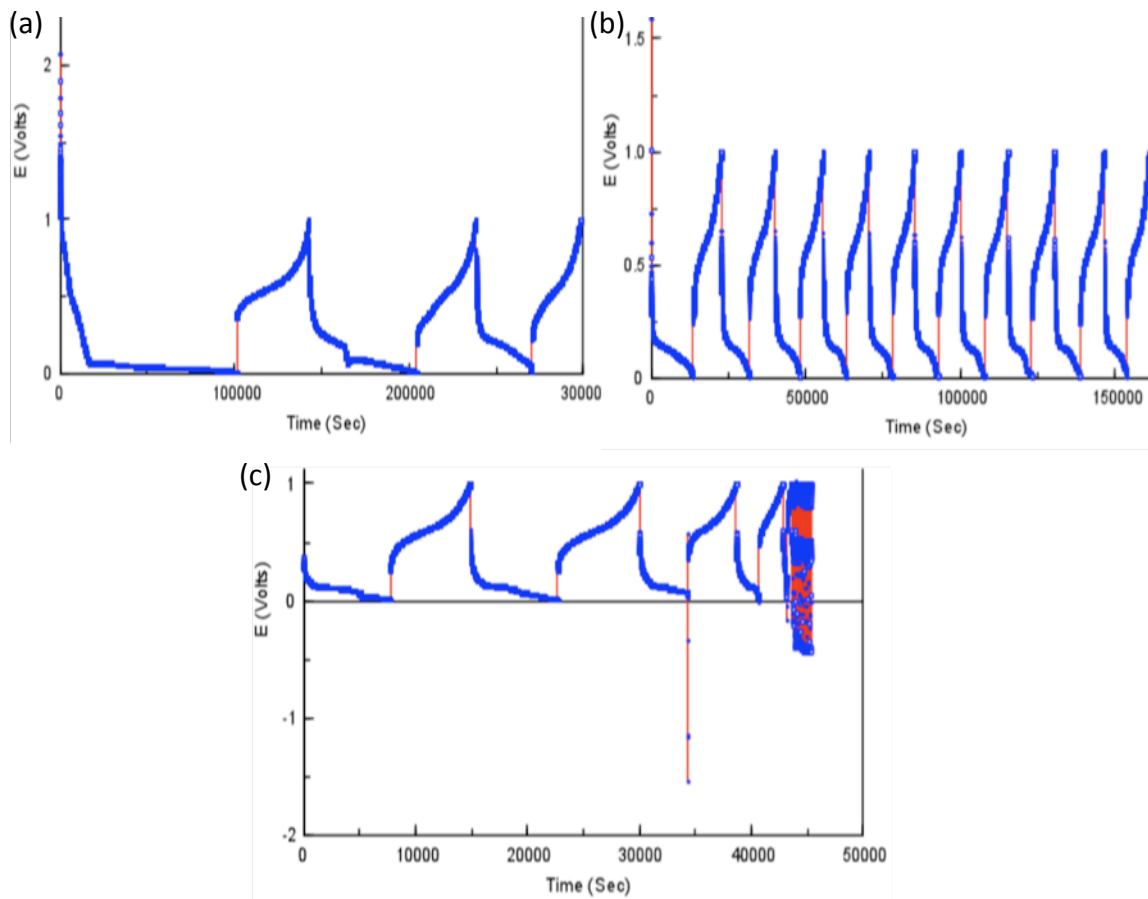 (a)
E (Volts)
2
1
0
0 100000 200000 30000
Time (Sec)
(b)
E (Volts)
1.5
1.0
0.5
0
0 50000 100000 150000
Time (Sec)
(c)
E (Volts)
1
0
-1
-2
0 10000 20000 30000 40000 50000
Time (Sec)